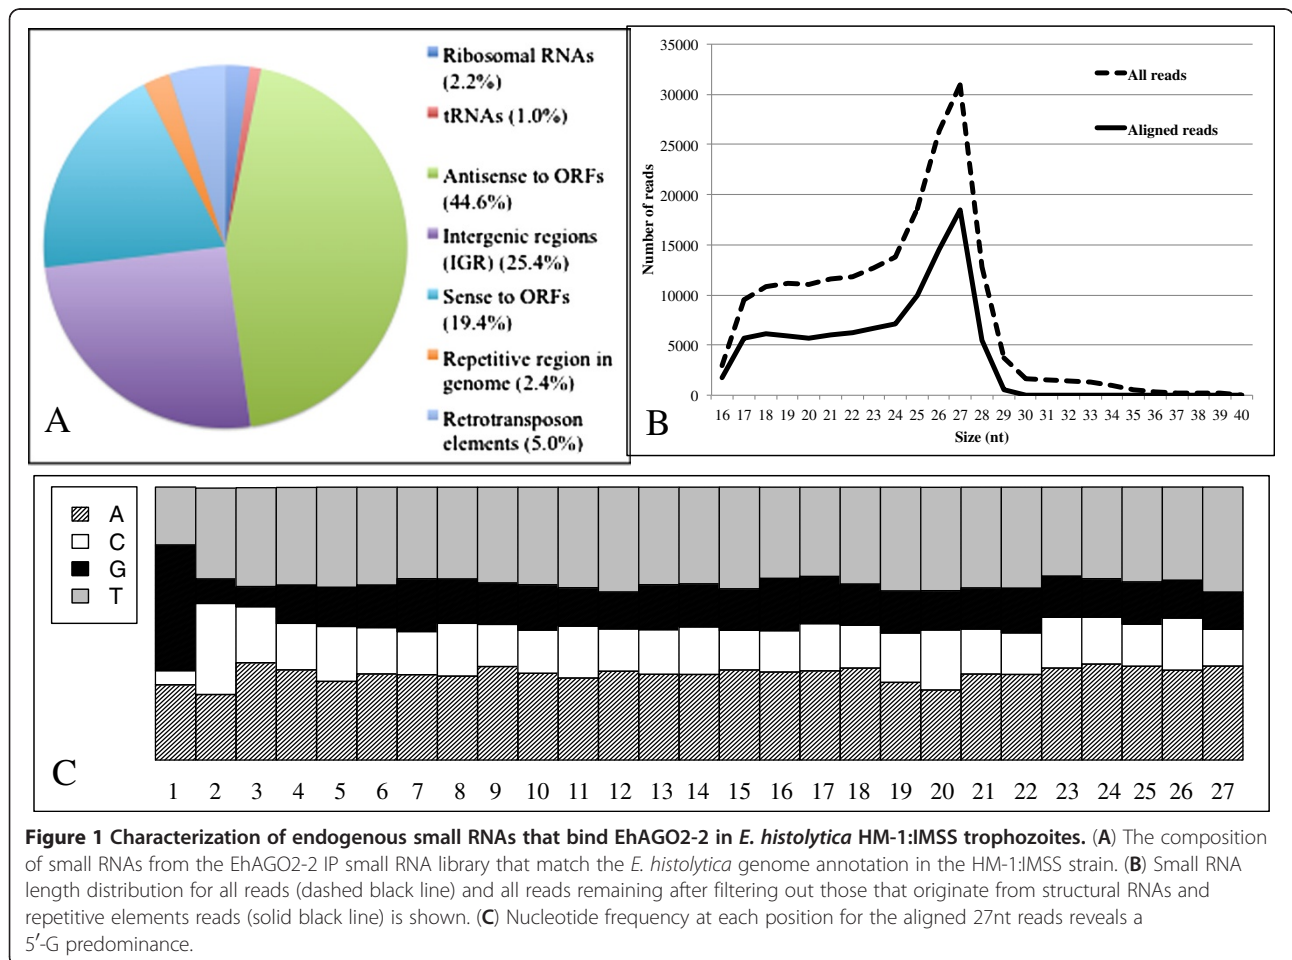 Ribosomal RNAs
(2.2%)
tRNAs (1.0%)
Antisense to ORFs
(44.6%)
Intergenic regions
(IGR) (25.4%)
Sense to ORFs
(19.4%)
Repetitive region in
genome (2.4%)
Retrotransposon
elements (5.0%)
A
35000
30000
25000
20000
15000
10000
5000
0
Number of reads
All reads
Aligned reads
16 17 18 19 20 21 22 23 24 25 26 27 28 29 30 31 32 33 34 35 36 37 38 39 40
Size (nt)
B
A
C
G
T
C
1 2 3 4 5 6 7 8 9 10 11 12 13 14 15 16 17 18 19 20 21 22 23 24 25 26 27
Figure 1 Characterization of endogenous small RNAs that bind EhAGO2-2 in E. histolytica HM-1:IMSS trophozoites. (A) The composition
of small RNAs from the EhAGO2-2 IP small RNA library that match the E. histolytica genome annotation in the HM-1:IMSS strain. (B) Small RNA
length distribution for all reads (dashed black line) and all reads remaining after filtering out those that originate from structural RNAs and
repetitive elements reads (solid black line) is shown. (C) Nucleotide frequency at each position for the aligned 27nt reads reveals a
5′-G predominance.